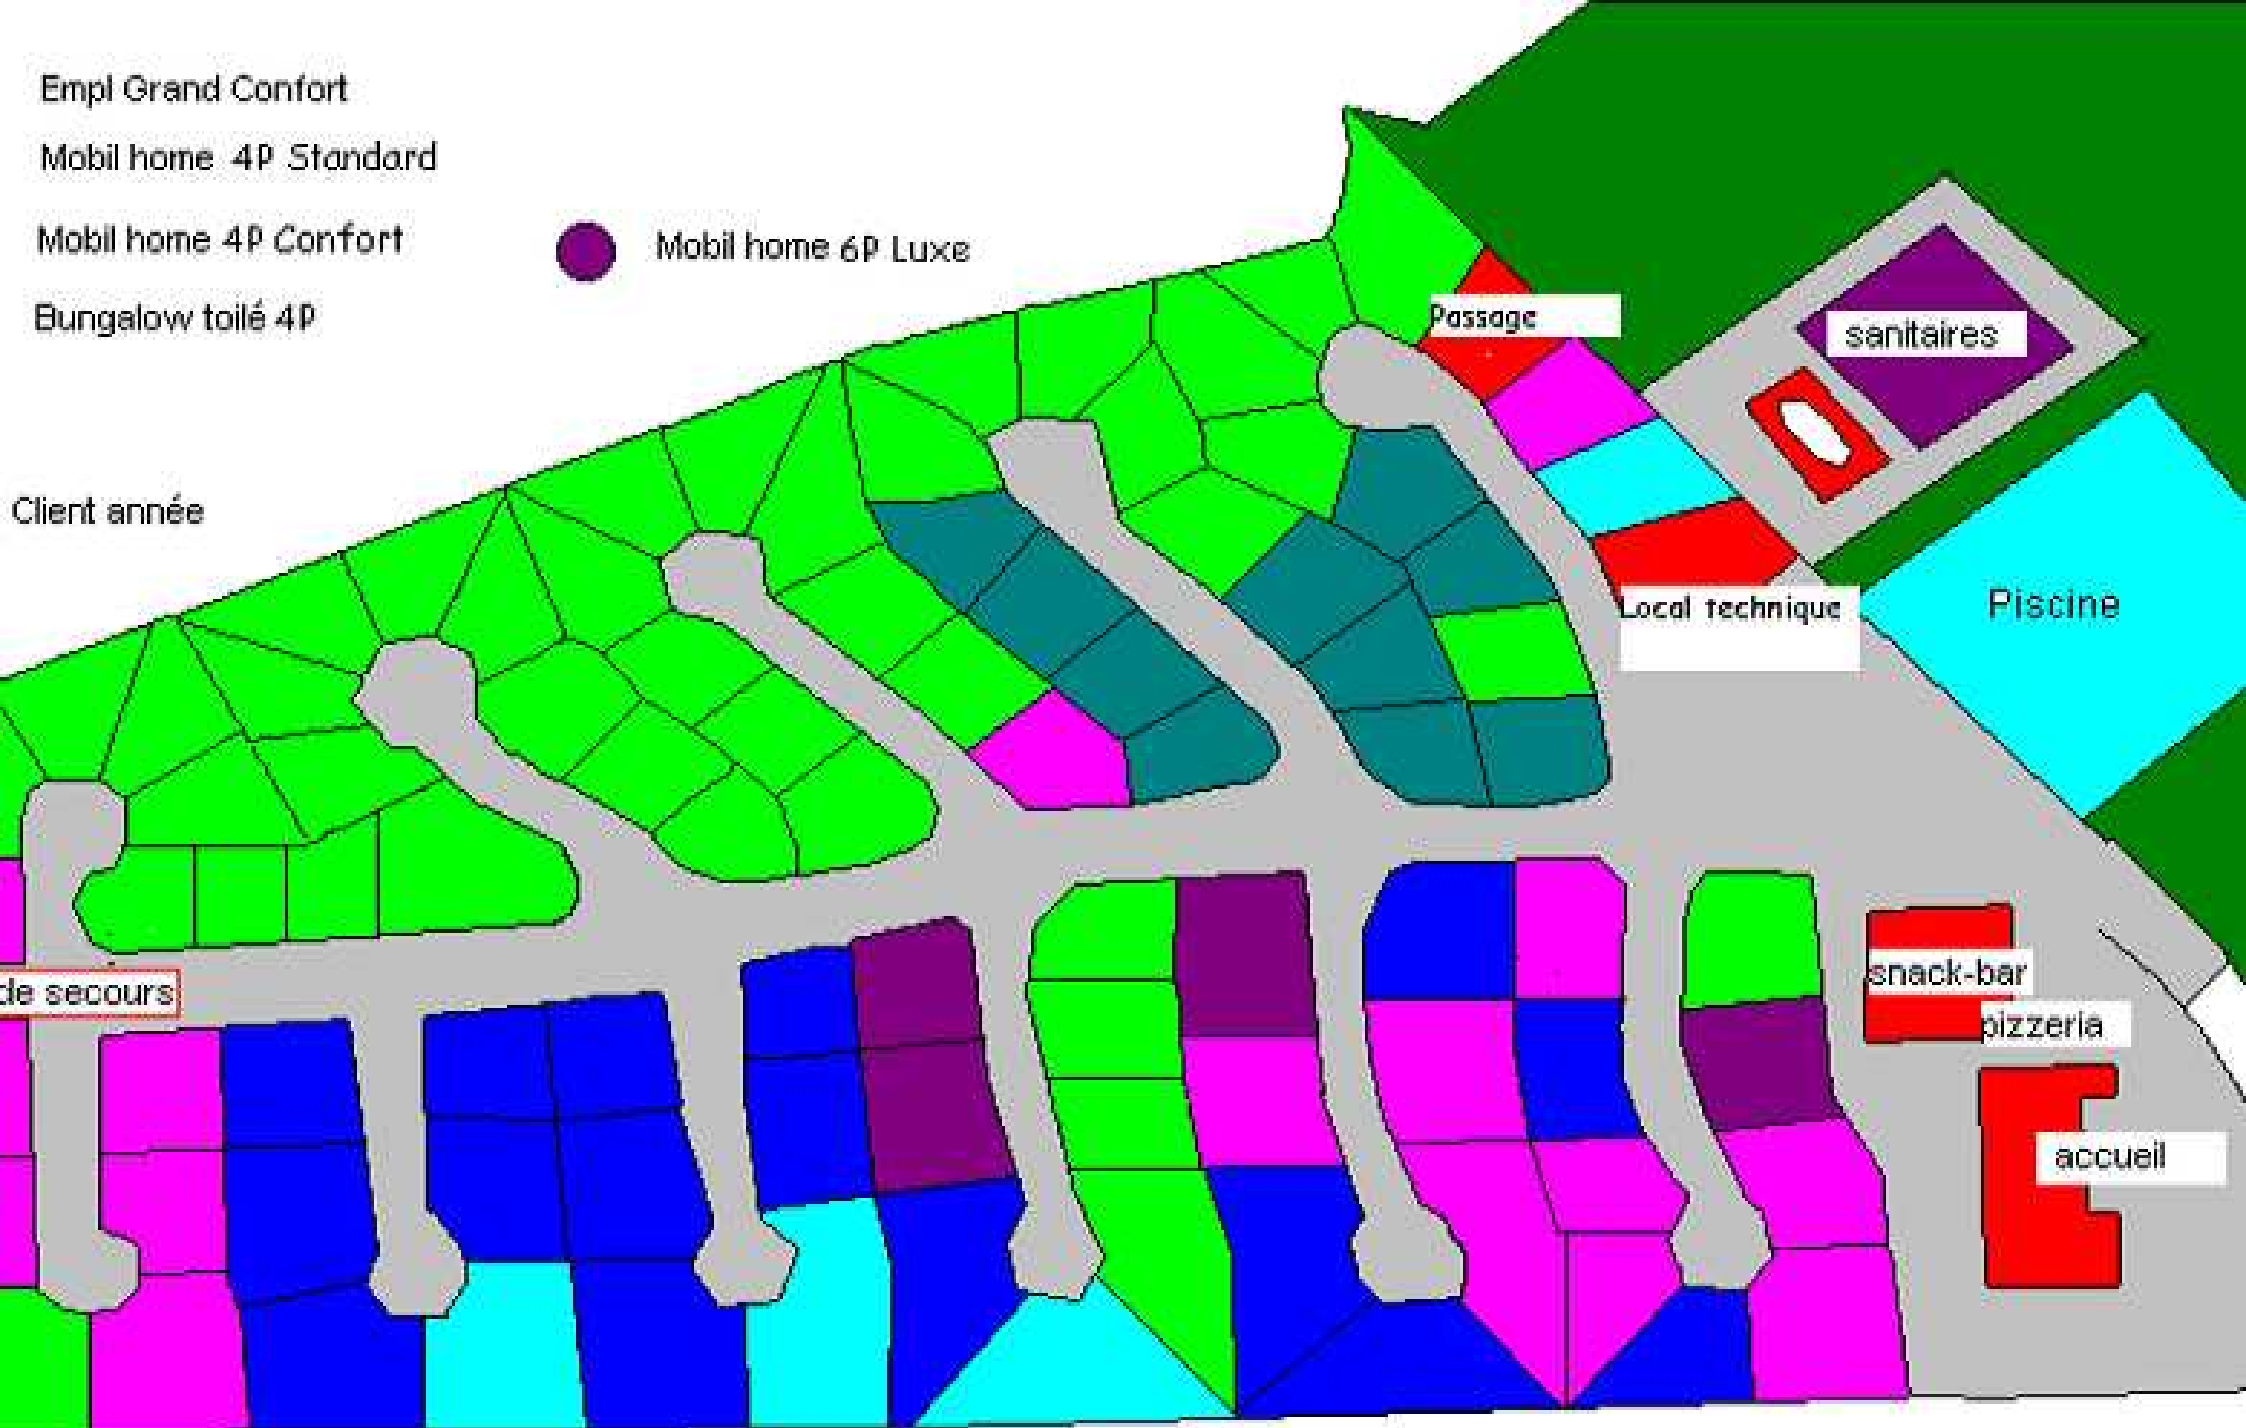 Empl Grand Confort
Mobil home 4P Standard
Mobil home 4P Confort
Mobil home 6P Luxe
Bungalow toilé 4P
Passage
sanitaires
Client année
Piscine
Local technique
de secours
snack-bar
pizzeria
accueil